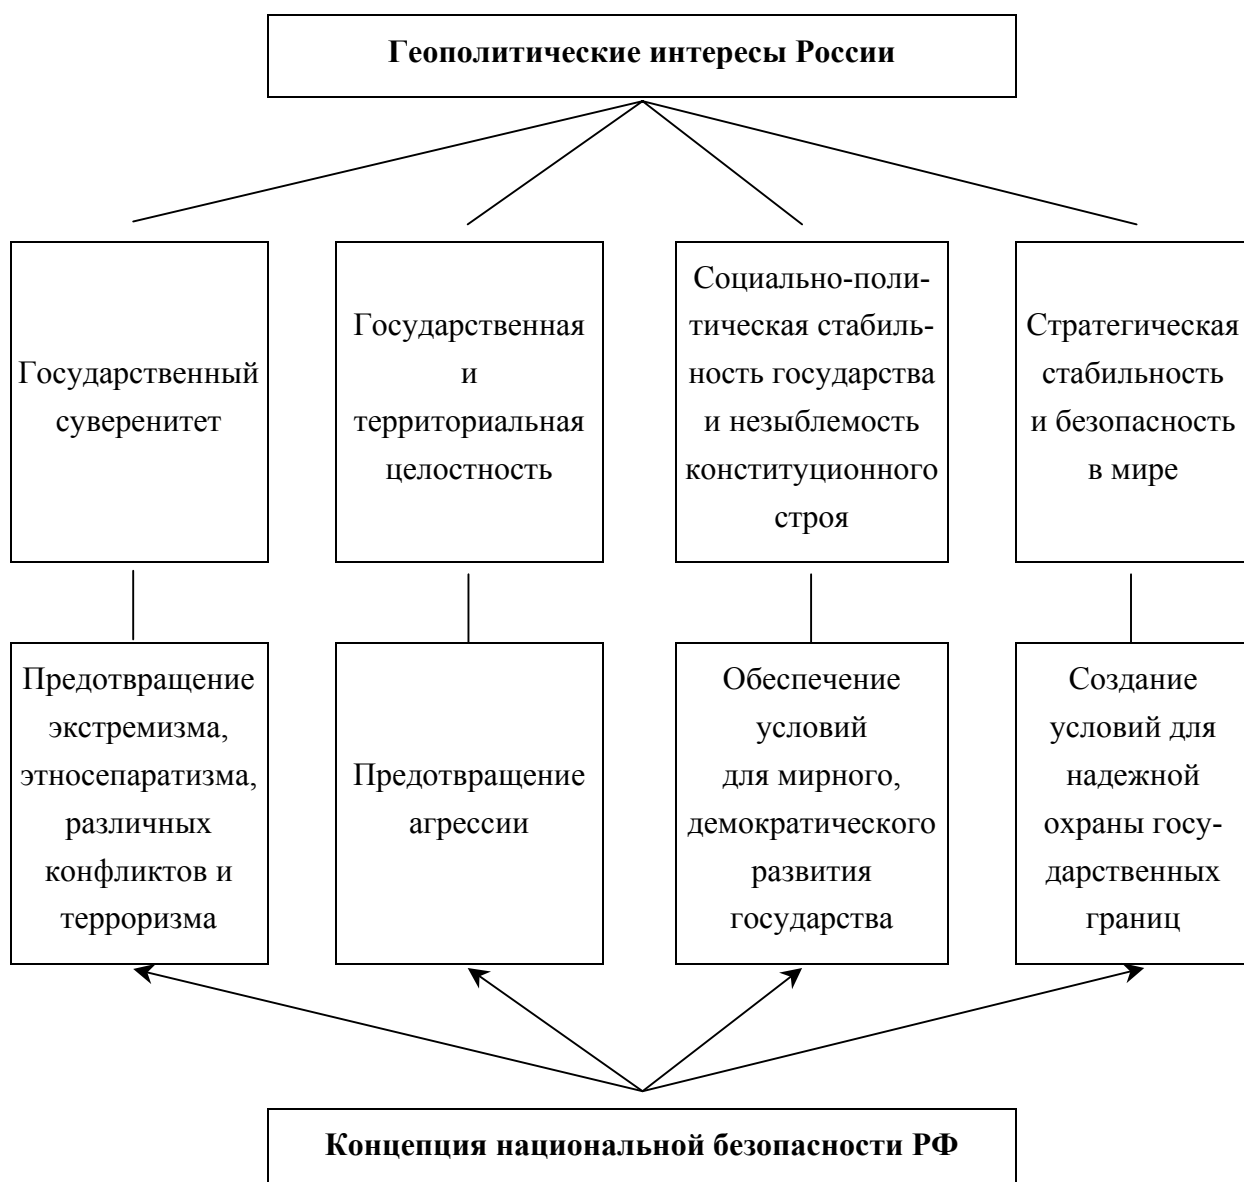 Геополитические интересы России
Государственный
суверенитет
Государственная
и
территориальная
целостность
Социально-поли-
тическая стабиль-
ность государства
и незыблемость
конституционного
строя
Стратегическая
стабильность
и безопасность
в мире
Предотвращение
экстремизма,
этносепаратизма,
различных
конфликтов и
терроризма
Предотвращение
агрессии
Обеспечение
условий
для мирного,
демократического
развития
государства
Создание
условий для
надежной
охраны госу-
дарственных
границ
Концепция национальной безопасности РФ